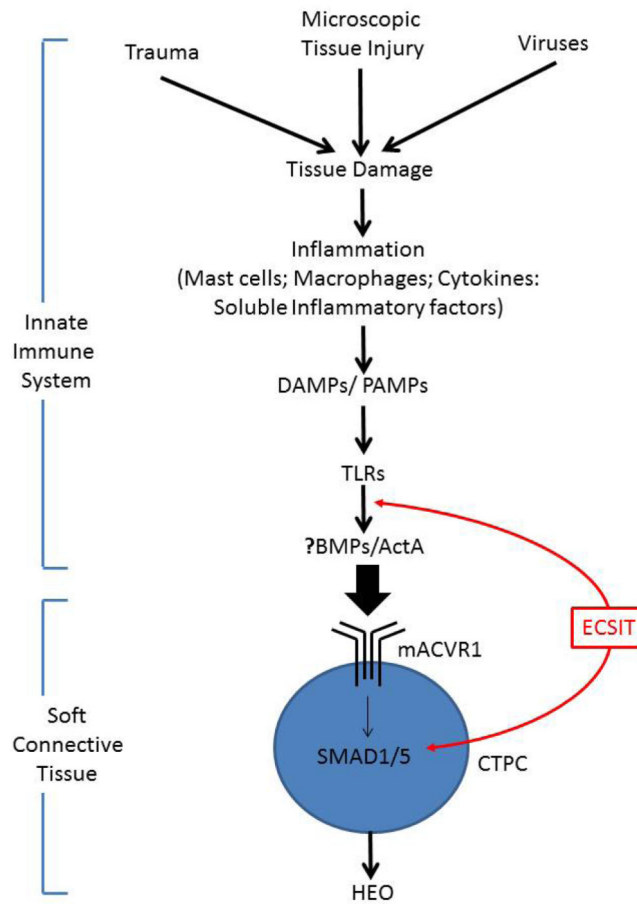 Microscopic
Tissue Injury
Trauma
Viruses
Tissue Damage
Inflammation
(Mast cells; Macrophages; Cytokines:
Soluble Inflammatory factors)
Innate
Immune
System
DAMPs/ PAMPs
TLRs
?BMPs/ActA
ECSIT
mACVR1
Soft
Connective
Tissue
SMAD1/5
CTPC
HEO